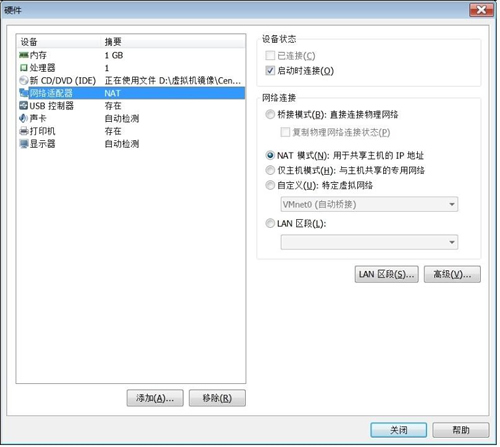 硬件
设备 摘要
内存 1 GB
处理器 1
新 CD/DVD (IDE) 正在使用文件 D:\虚拟机镜像\Cen...
网络适配器 NAT
USB 控制器 存在
声卡 自动检测
打印机 存在
显示器 自动检测
添加(A)... 移除(R)
设备状态
已连接(C)
启动时连接(O)
网络连接
桥接模式(B): 直接连接物理网络
复制物理网络连接状态(P)
NAT 模式(N): 用于共享主机的 IP 地址
仅主机模式(H): 与主机共享的专用网络
自定义(U): 特定虚拟网络
VMnet0 (自动桥接)
LAN 区段(L):
LAN 区段(S)... 高级(V)...
关闭 帮助